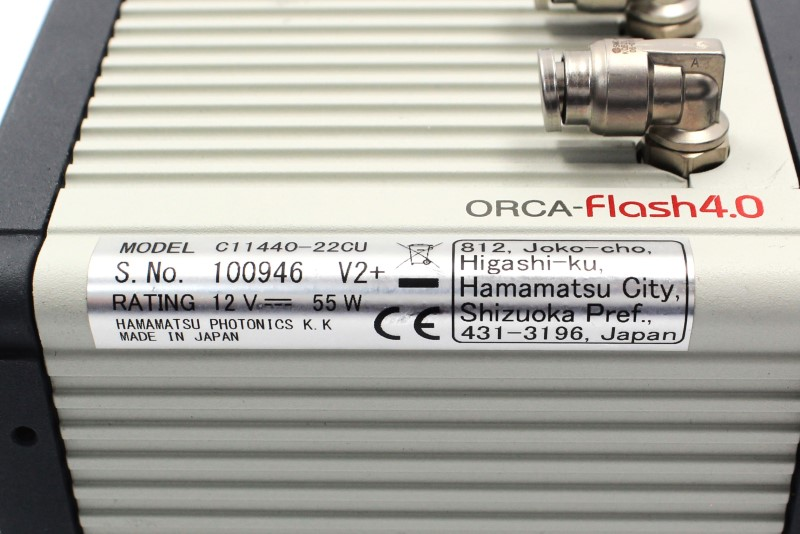 ORCA-Flash4.0
MODEL C11440-22CU
S.No. 100946 V2+
RATING 12 V 55 W
HAMAMATSU PHOTONICS K.K
MADE IN JAPAN
CE
812, Joko-cho,
Higashi-ku,
Hamamatsu City,
Shizuoka Pref.,
431-3196, Japan